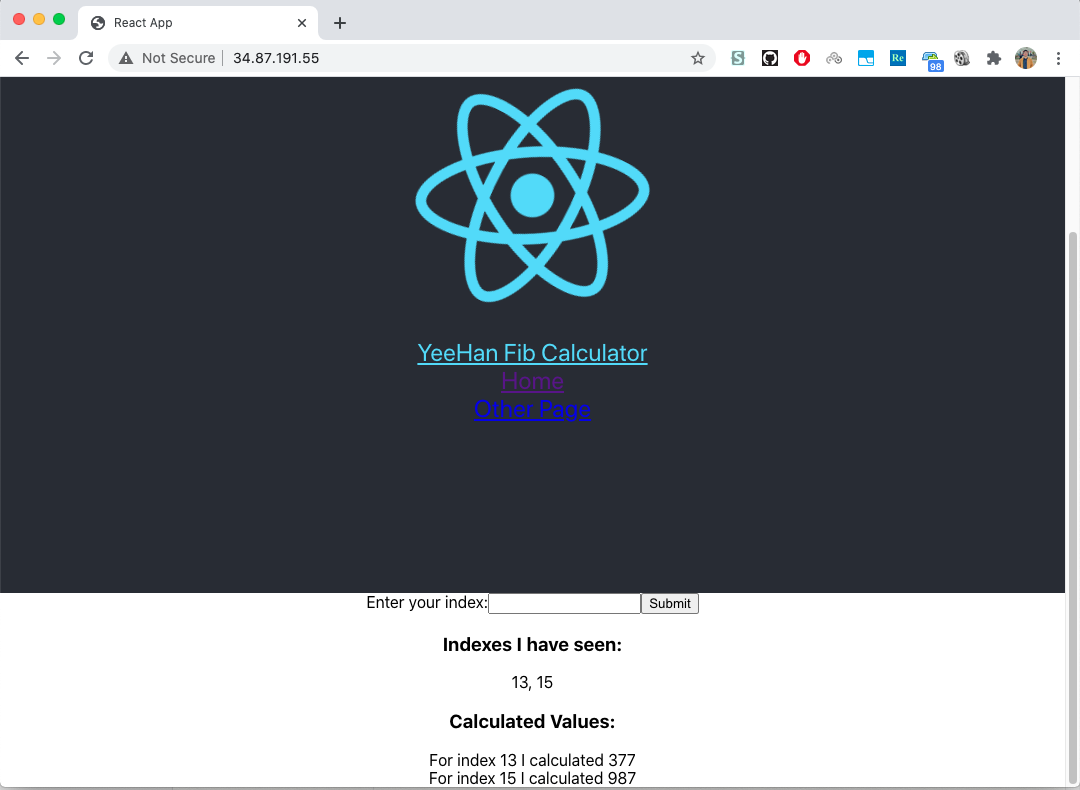 React App
Not Secure
34.87.191.55
S
Re
98
YeeHan Fib Calculator
Home
Other Page
Enter your index:
Submit
Indexes I have seen:
13, 15
Calculated Values:
For index 13 I calculated 377
For index 15 I calculated 987